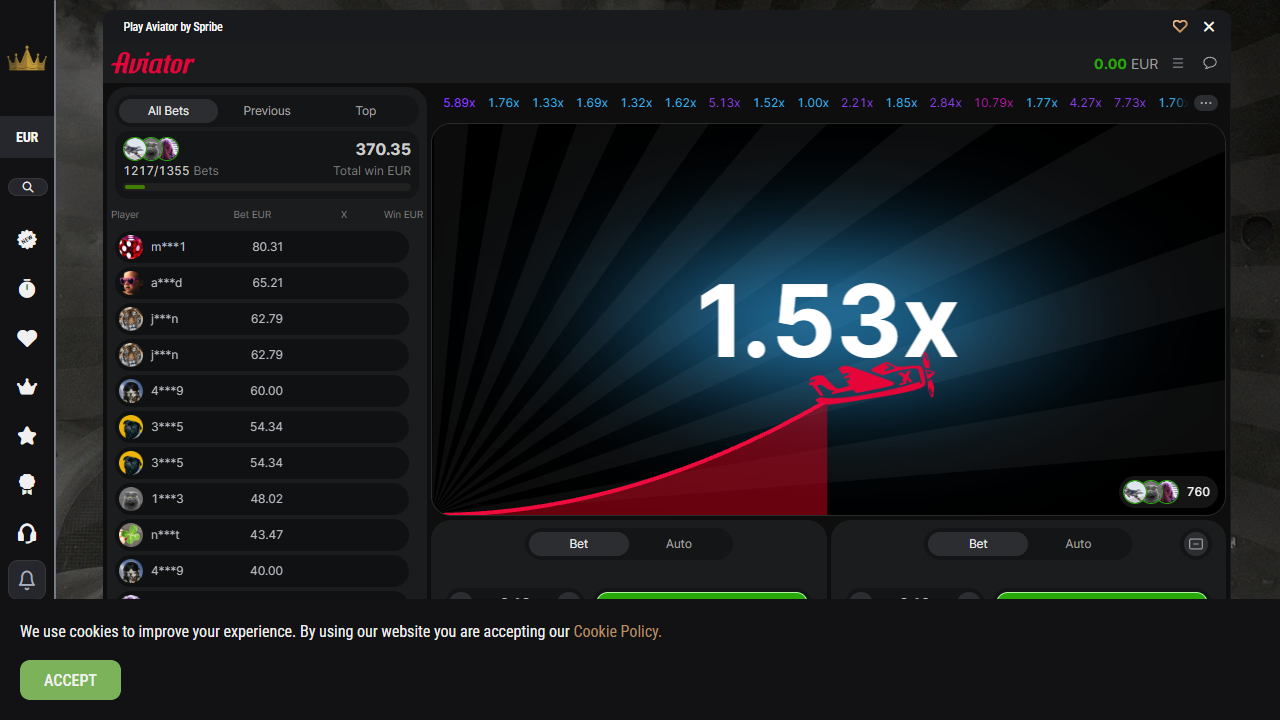 Play Aviator by Spribe
Aviator
0.00 EUR
EUR
NEW
All Bets Previous Top
370.35
1217/1355 Bets Total win EUR
Player Bet EUR X Win EUR
m***1 80.31
a***d 65.21
j***n 62.79
j***n 62.79
4***9 60.00
3***5 54.34
3***5 54.34
1***3 48.02
n***t 43.47
4***9 40.00
5.89x 1.76x 1.33x 1.69x 1.32x 1.62x 5.13x 1.52x 1.00x 2.21x 1.85x 2.84x 10.79x 1.77x 4.27x 7.73x 1.70
1.53x
760
Bet Auto
Bet Auto
We use cookies to improve your experience. By using our website you are accepting our Cookie Policy.
ACCEPT